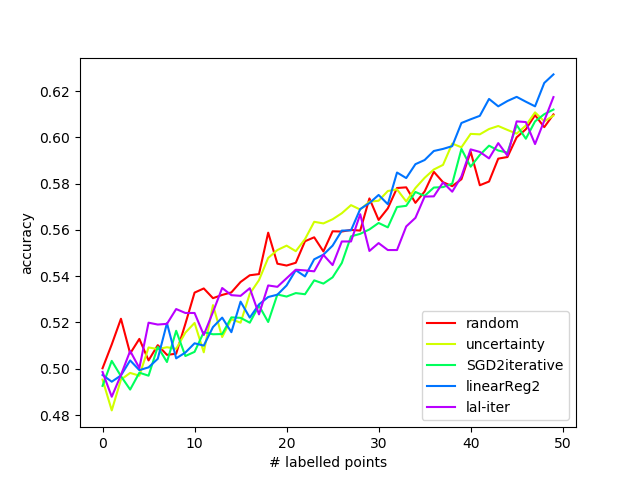 0.62
0.60
0.58
0.56
0.54
0.52
0.50
0.48
accuracy
0
10
20
30
40
50
# labelled points
random
uncertainty
SGD2iterative
linearReg2
lal-iter